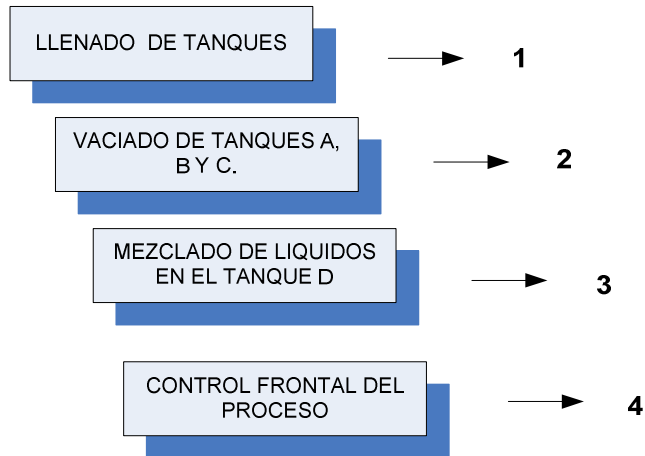 LLENADO DE TANQUES
1
VACIADO DE TANQUES A,
B Y C.
2
MEZCLADO DE LIQUIDOS
EN EL TANQUE D
3
CONTROL FRONTAL DEL
PROCESO
4